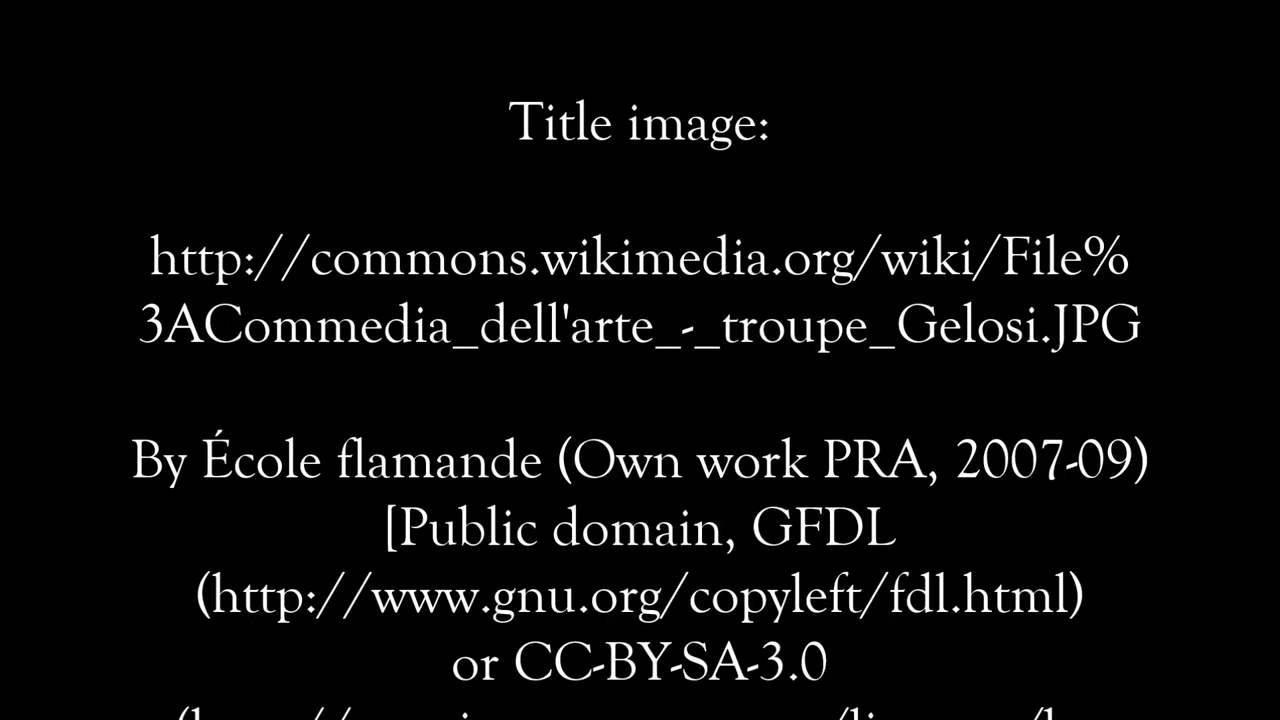 Title image:
http://commons.wikimedia.org/wiki/File%
3ACommedia_dell'arte_-_troupe_Gelosi.JPG
By École flamande (Own work PRA, 2007-09)
[Public domain, GFDL
(http://www.gnu.org/copyleft/fdl.html)
or CC-BY-SA-3.0